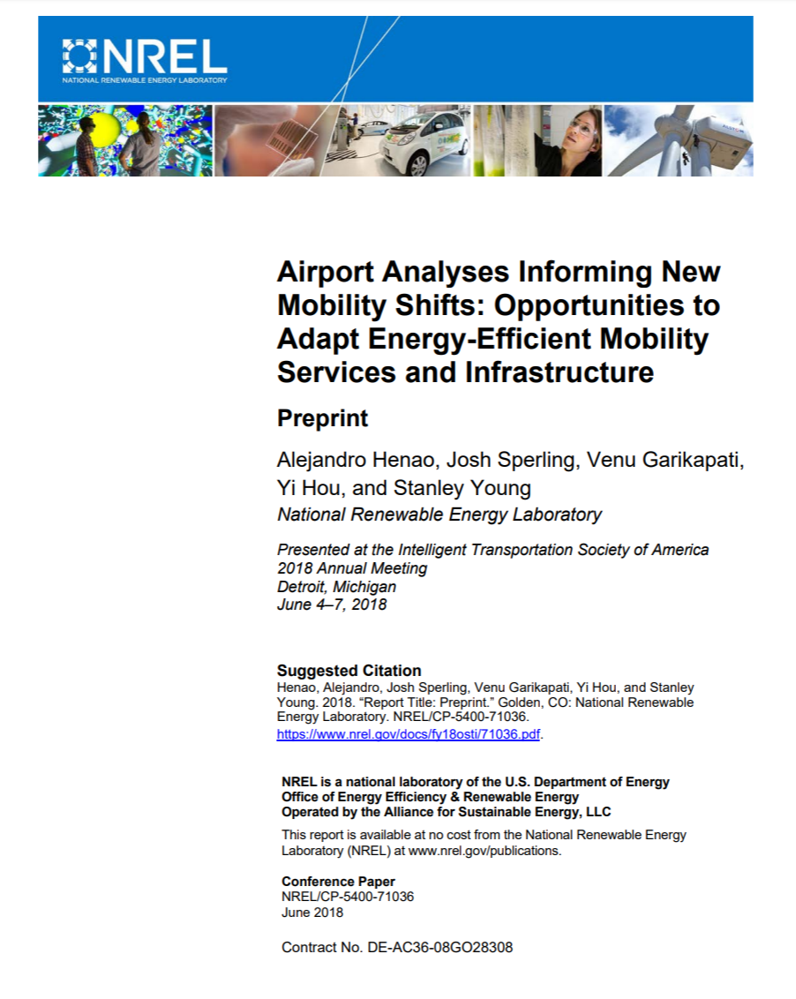 NREL
NATIONAL RENEWABLE ENERGY LABORATORY
Airport Analyses Informing New
Mobility Shifts: Opportunities to
Adapt Energy-Efficient Mobility
Services and Infrastructure
Preprint
Alejandro Henao, Josh Sperling, Venu Garikapati,
Yi Hou, and Stanley Young
National Renewable Energy Laboratory
Presented at the Intelligent Transportation Society of America
2018 Annual Meeting
Detroit, Michigan
June 4–7, 2018
Suggested Citation
Henao, Alejandro, Josh Sperling, Venu Garikapati, Yi Hou, and Stanley
Young. 2018. “Report Title: Preprint.” Golden, CO: National Renewable
Energy Laboratory. NREL/CP-5400-71036.
https://www.nrel.gov/docs/fy18osti/71036.pdf.
NREL is a national laboratory of the U.S. Department of Energy
Office of Energy Efficiency & Renewable Energy
Operated by the Alliance for Sustainable Energy, LLC
This report is available at no cost from the National Renewable Energy
Laboratory (NREL) at www.nrel.gov/publications.
Conference Paper
NREL/CP-5400-71036
June 2018
Contract No. DE-AC36-08GO28308